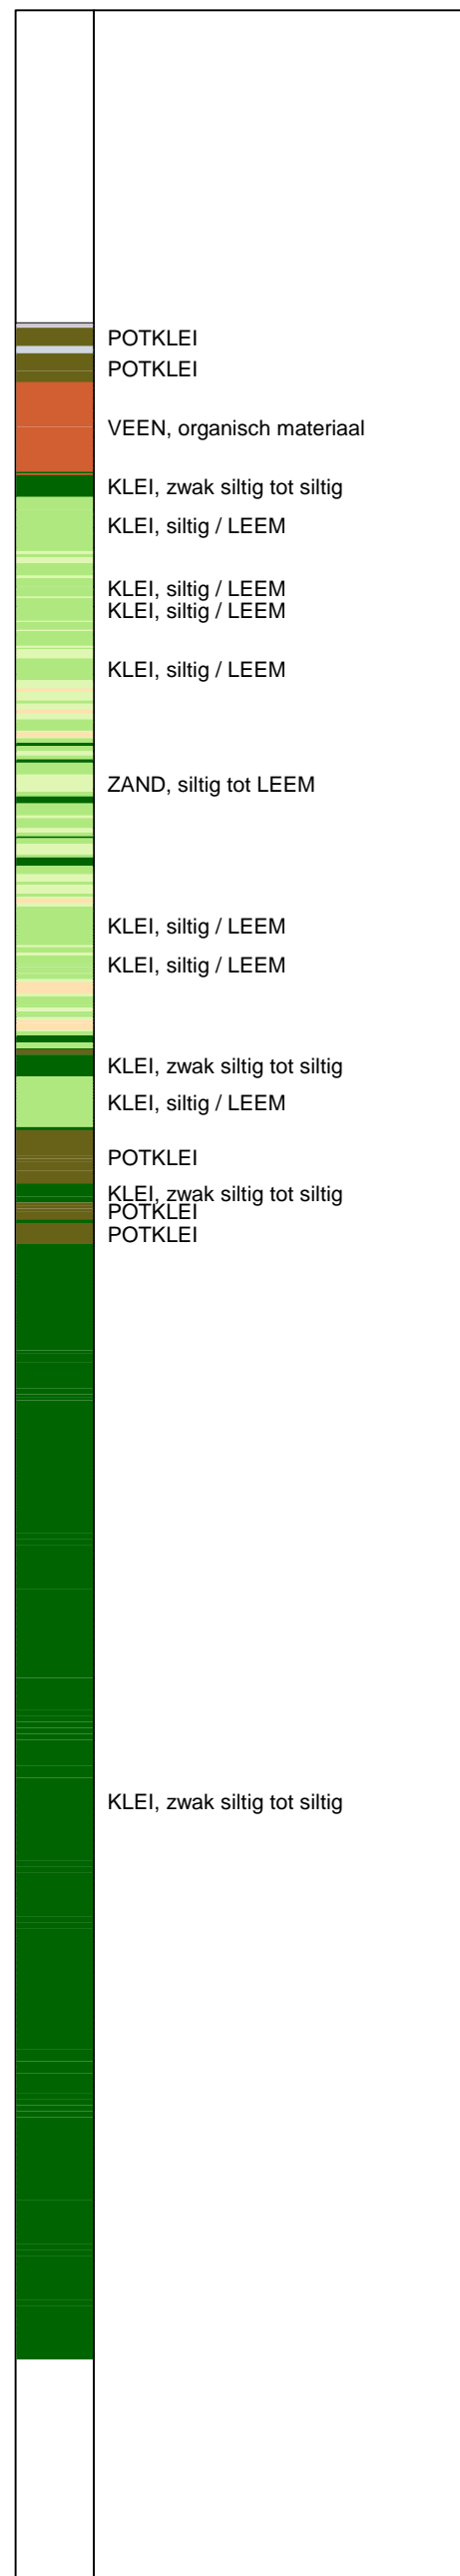 POTKLEI
POTKLEI
VEEN, organisch materiaal
KLEI, zwak siltig tot siltig
KLEI, siltig / LEEM
KLEI, siltig / LEEM
KLEI, siltig / LEEM
KLEI, siltig / LEEM
ZAND, siltig tot LEEM
KLEI, siltig / LEEM
KLEI, siltig / LEEM
KLEI, zwak siltig tot siltig
KLEI, siltig / LEEM
POTKLEI
KLEI, zwak siltig tot siltig
POTKLEI
POTKLEI
KLEI, zwak siltig tot siltig